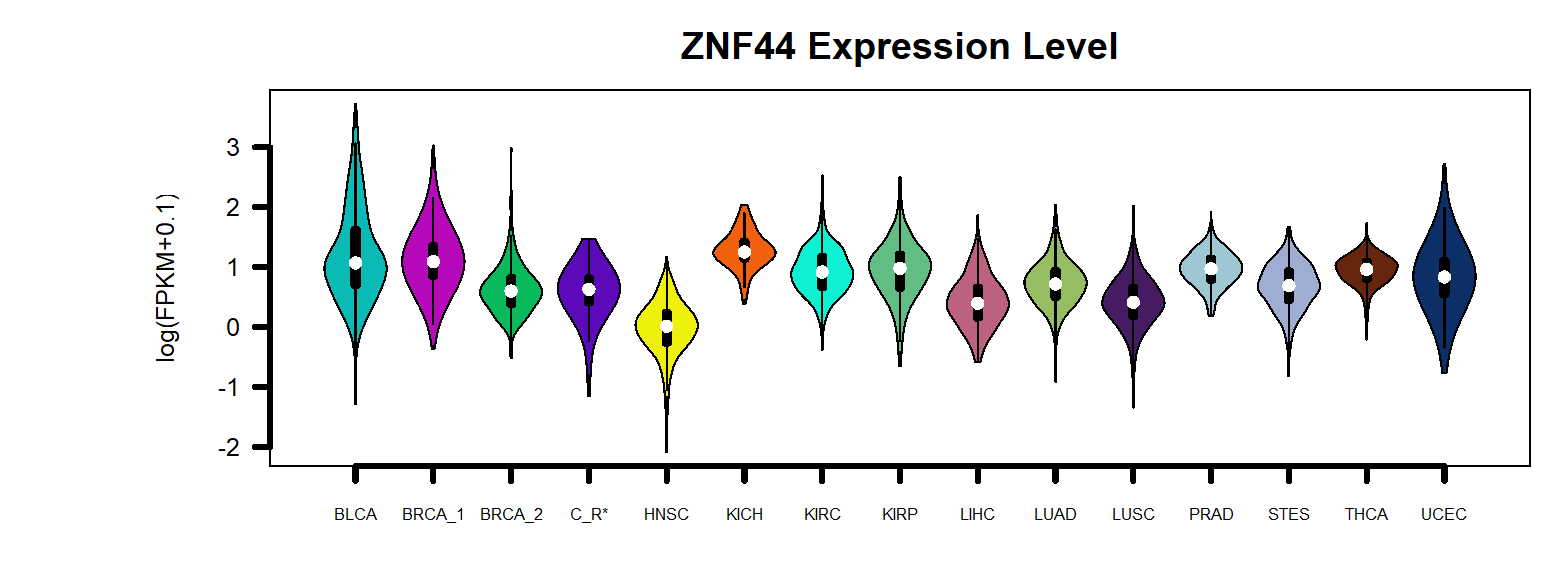 ZNF44 Expression Level
log(FPKM+0.1)
3
2
1
0
-1
-2
BLCA BRCA_1 BRCA_2 C_R* HNSC KICH KIRC KIRP LIHC LUAD LUSC PRAD STES THCA UCEC